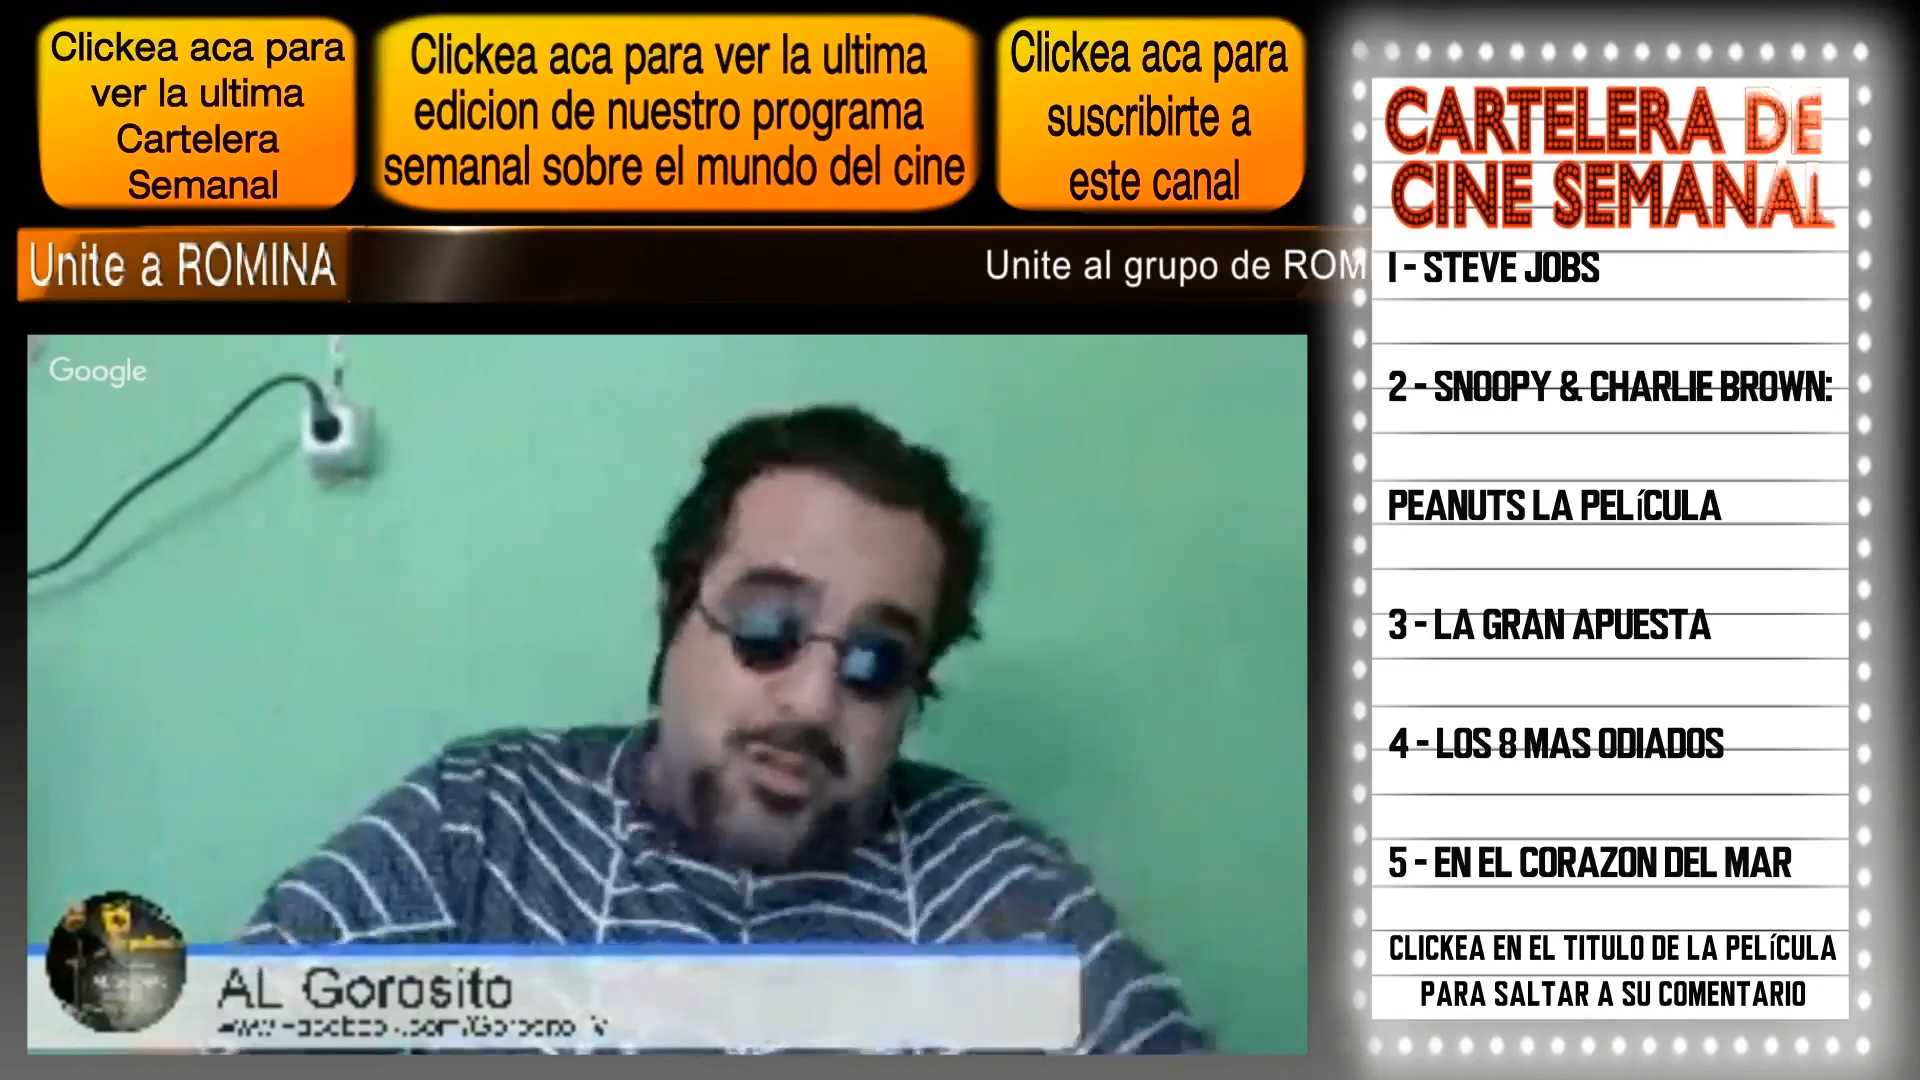 Clickea aca para
ver la ultima
Cartelera
Semanal
Clickea aca para ver la ultima
edicion de nuestro programa
semanal sobre el mundo del cine
Clickea aca para
suscribirte a
este canal
Unite a ROMINA
Unite al grupo de ROM
Google
AL Gorosito
CARTELERA DE
CINE SEMANAL
1 - STEVE JOBS
2 - SNOOPY & CHARLIE BROWN:
PEANUTS LA PELíCULA
3 - LA GRAN APUESTA
4 - LOS 8 MAS ODIADOS
5 - EN EL CORAZON DEL MAR
CLICKEA EN EL TITULO DE LA PELíCULA
PARA SALTAR A SU COMENTARIO